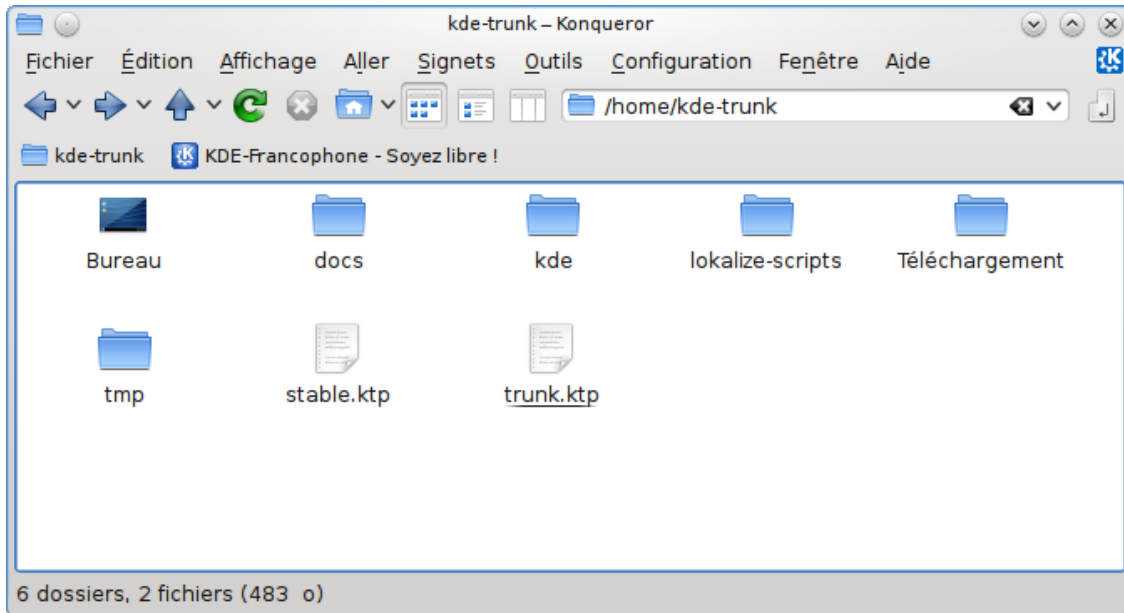 kde-trunk – Konqueror
Fichier Édition Affichage Aller Signets Outils Configuration Fenêtre Aide
/home/kde-trunk
kde-trunk KDE-Francophone - Soyez libre !
Bureau docs kde lokalize-scripts Téléchargement
tmp stable.ktp trunk.ktp
6 dossiers, 2 fichiers (483 o)